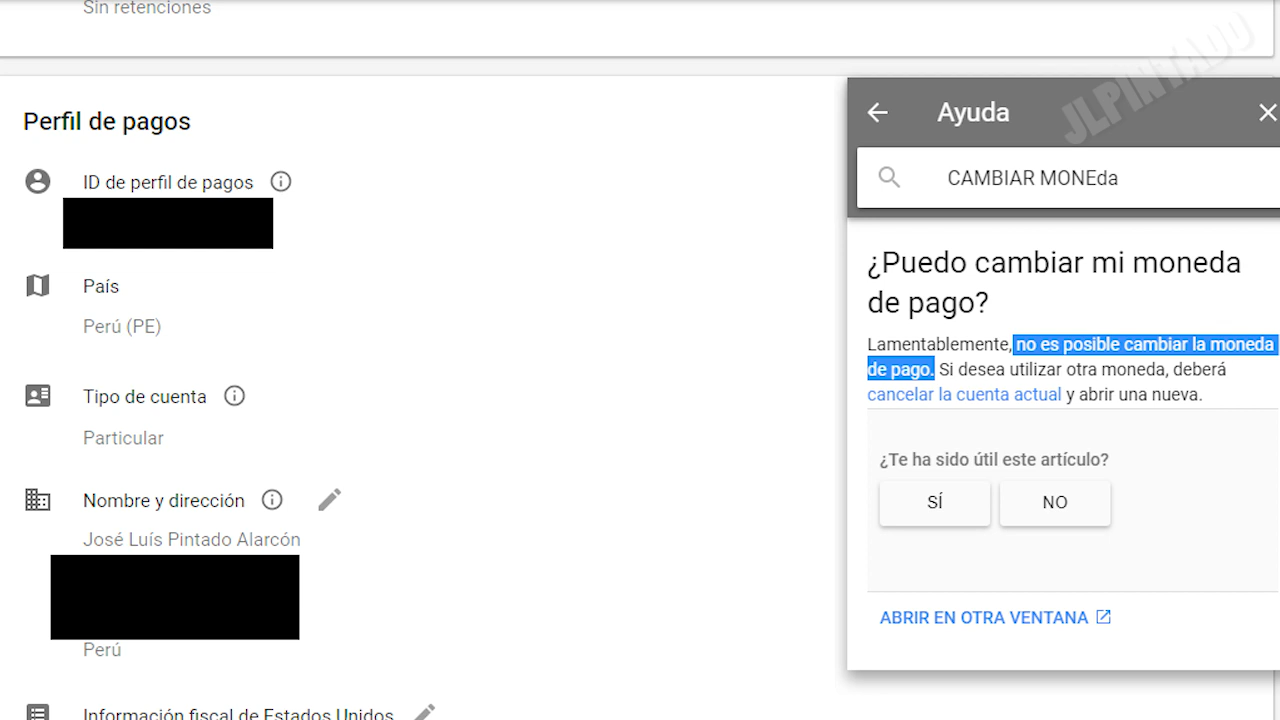 Sin retenciones
Perfil de pagos
ID de perfil de pagos
País
Perú (PE)
Tipo de cuenta
Particular
Nombre y dirección
José Luís Pintado Alarcón
Perú
Información fiscal de Estados Unidos
JLPINTADO
Ayuda
CAMBIAR MONEda
¿Puedo cambiar mi moneda
de pago?
Lamentablemente, no es posible cambiar la moneda
de pago. Si desea utilizar otra moneda, deberá
cancelar la cuenta actual y abrir una nueva.
¿Te ha sido útil este artículo?
SÍ
NO
ABRIR EN OTRA VENTANA